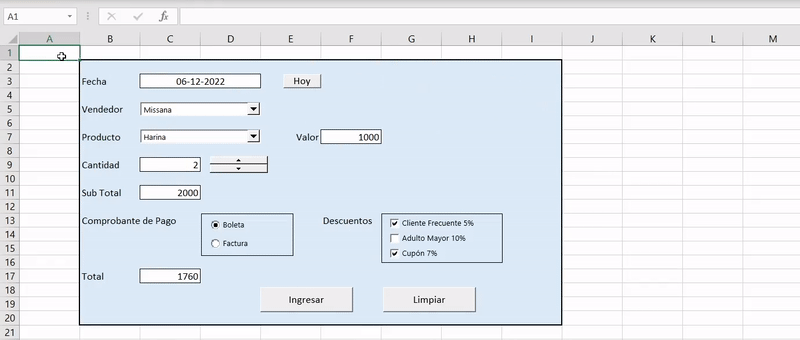 A1
fx
A B C D E F G H I J K L M
1
2
3 Fecha 06-12-2022 Hoy
4
5 Vendedor Missana
6
7 Producto Harina Valor 1000
8
9 Cantidad 2
10
11 Sub Total 2000
12
13 Comprobante de Pago Boleta Descuentos Cliente Frecuente 5%
14 Adulto Mayor 10%
15 Factura Cupón 7%
16
17 Total 1760
18
19 Ingresar Limpiar
20
21